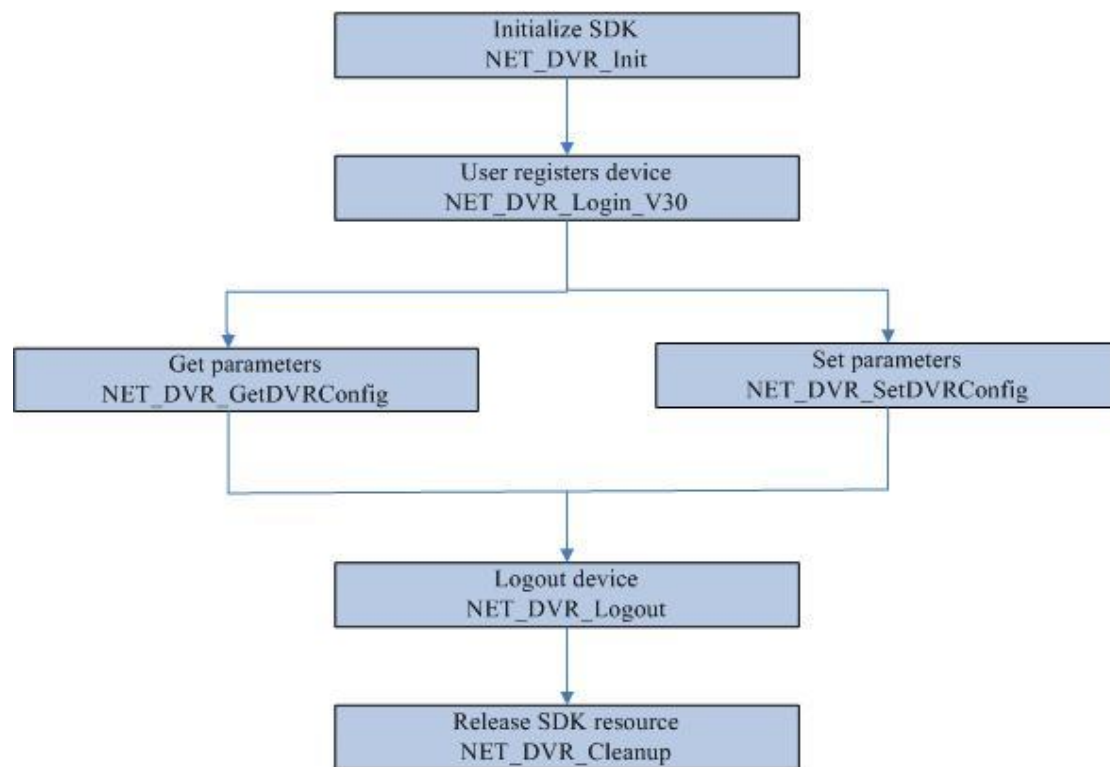 Initialize SDK
NET_DVR_Init
User registers device
NET_DVR_Login_V30
Get parameters
NET_DVR_GetDVRConfig
Set parameters
NET_DVR_SetDVRConfig
Logout device
NET_DVR_Logout
Release SDK resource
NET_DVR_Cleanup